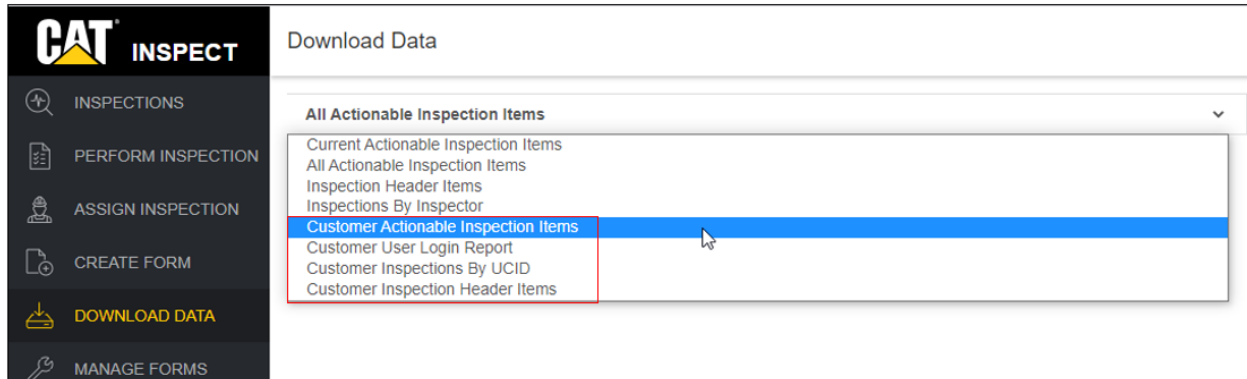 CAT® INSPECT
Download Data
INSPECTIONS
PERFORM INSPECTION
ASSIGN INSPECTION
CREATE FORM
DOWNLOAD DATA
MANAGE FORMS
All Actionable Inspection Items
Current Actionable Inspection Items
All Actionable Inspection Items
Inspection Header Items
Inspections By Inspector
Customer Actionable Inspection Items
Customer User Login Report
Customer Inspections By UCID
Customer Inspection Header Items